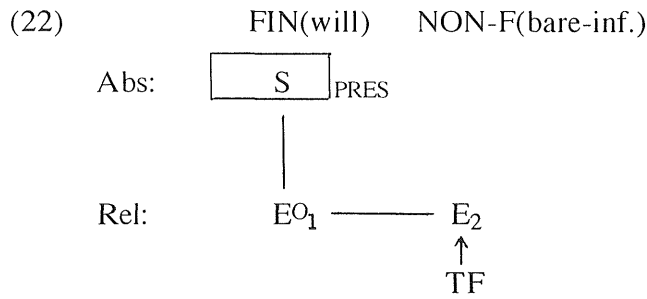 (22) FIN(will) NON-F(bare-inf.)
Abs: S PRES
Rel: EO1 E2
TF